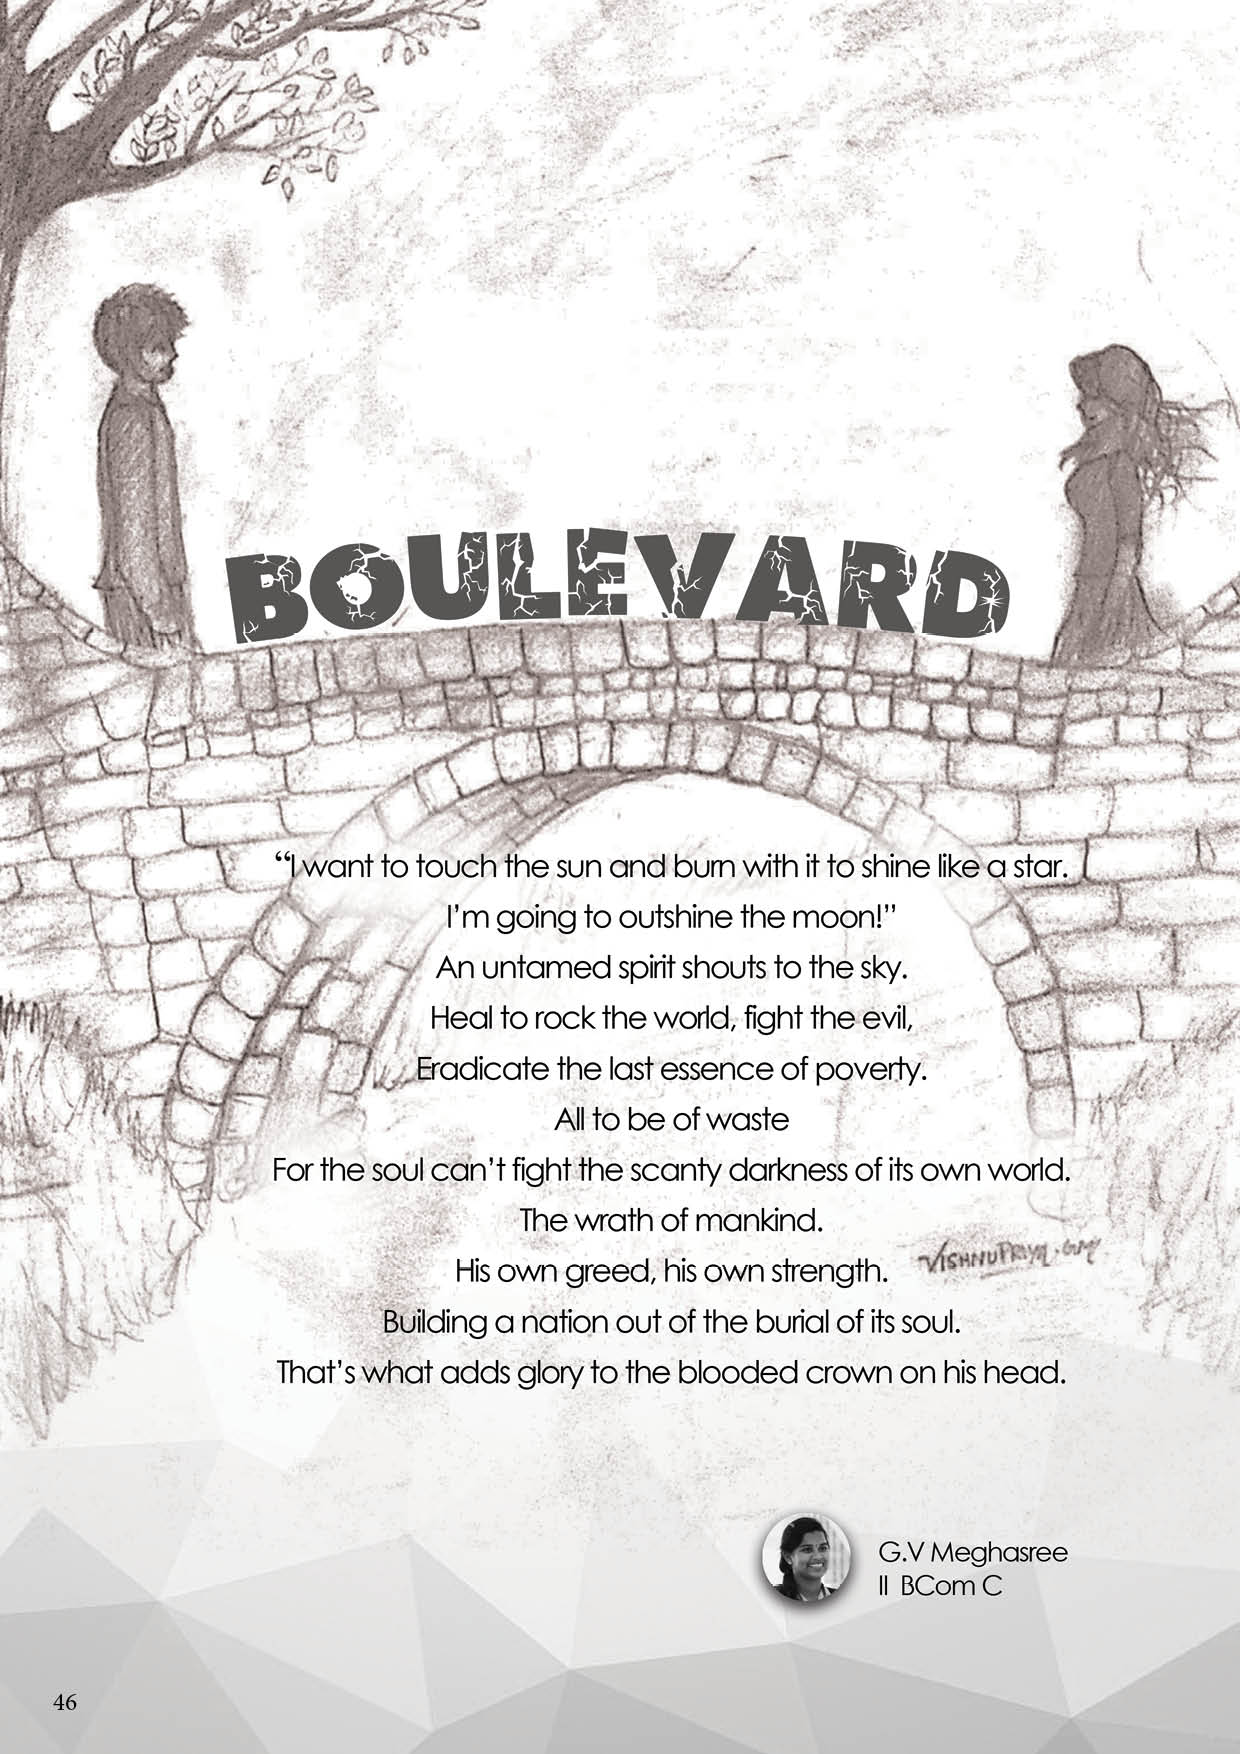 BOULEVARD
“I want to touch the sun and burn with it to shine like a star.
I’m going to outshine the moon!”
An untamed spirit shouts to the sky.
Heal to rock the world, fight the evil,
Eradicate the last essence of poverty.
All to be of waste
For the soul can’t fight the scanty darkness of its own world.
The wrath of mankind.
His own greed, his own strength.
VISHNUPRIYA
Building a nation out of the burial of its soul.
That’s what adds glory to the blooded crown on his head.
G.V Meghasree
II BCom C
46